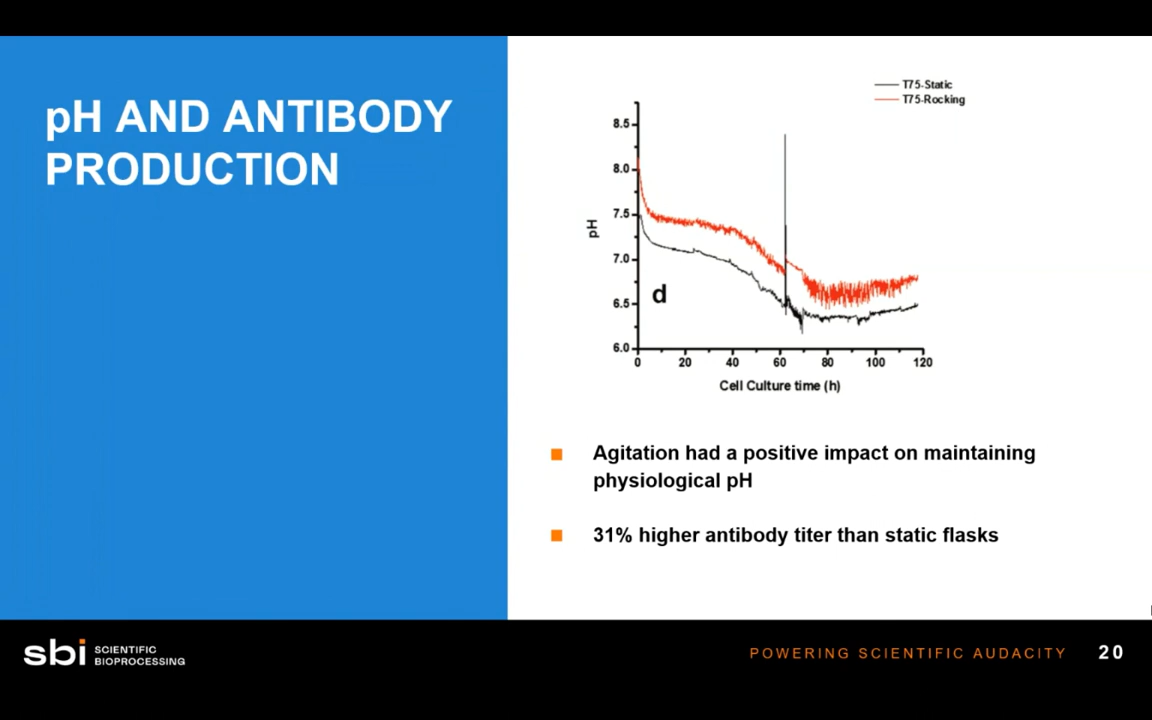 pH AND ANTIBODY
PRODUCTION
T75-Static
T75-Rocking
8.5
8.0
7.5
7.0
6.5
6.0
pH
d
0 20 40 60 80 100 120
Cell Culture time (h)
Agitation had a positive impact on maintaining
physiological pH
31% higher antibody titer than static flasks
sbi SCIENTIFIC
BIOPROCESSING
POWERING SCIENTIFIC AUDACITY 20